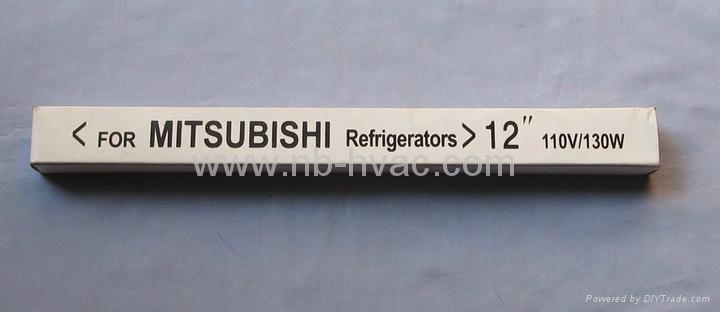 < FOR MITSUBISHI Refrigerators > 12" 110V/130W
www.nb-hvac.com
Powered by DIYTrade.com